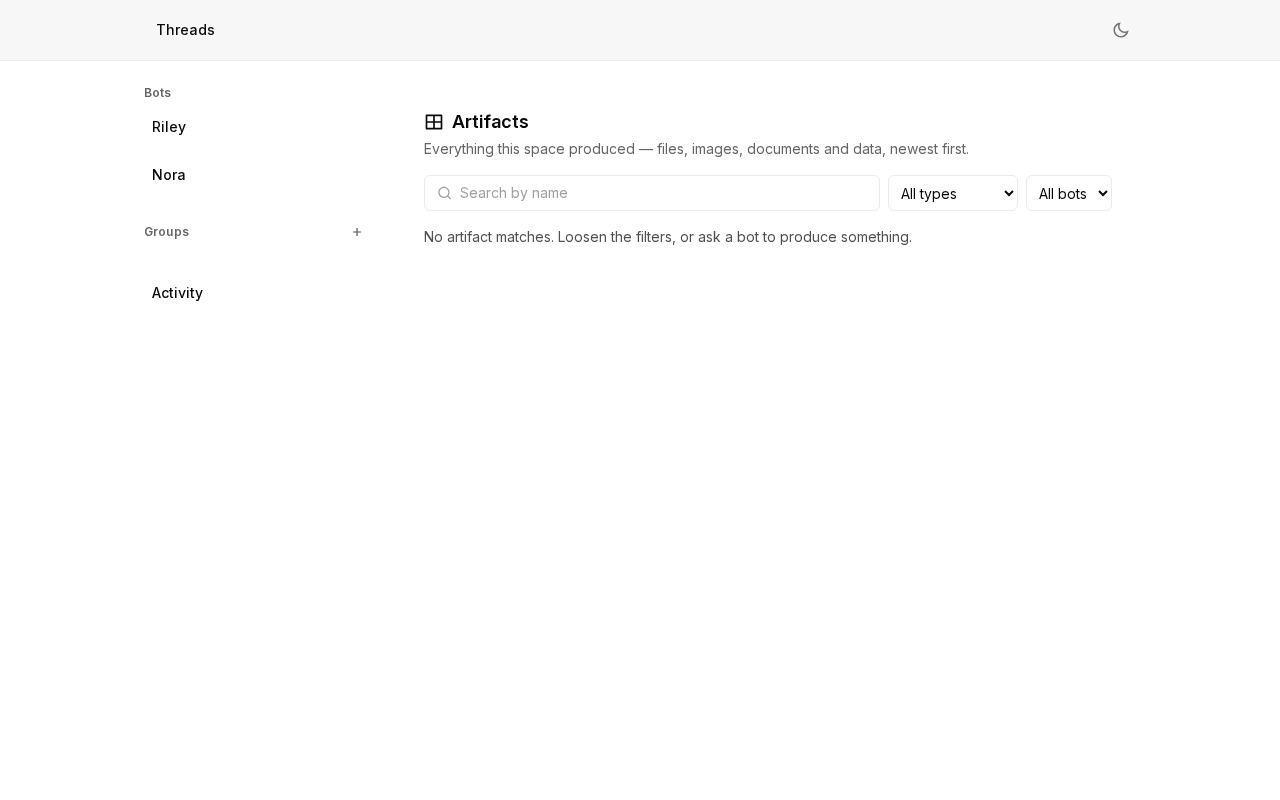 Threads
Bots
Riley
Nora
Groups
Activity
Artifacts
Everything this space produced — files, images, documents and data, newest first.
Search by name
All types
All bots
No artifact matches. Loosen the filters, or ask a bot to produce something.